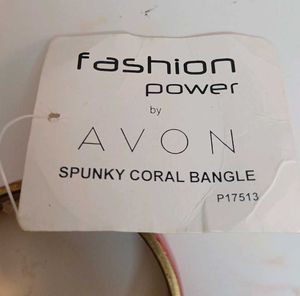 fashion
power
by
AVON
SPUNKY CORAL BANGLE
P17513